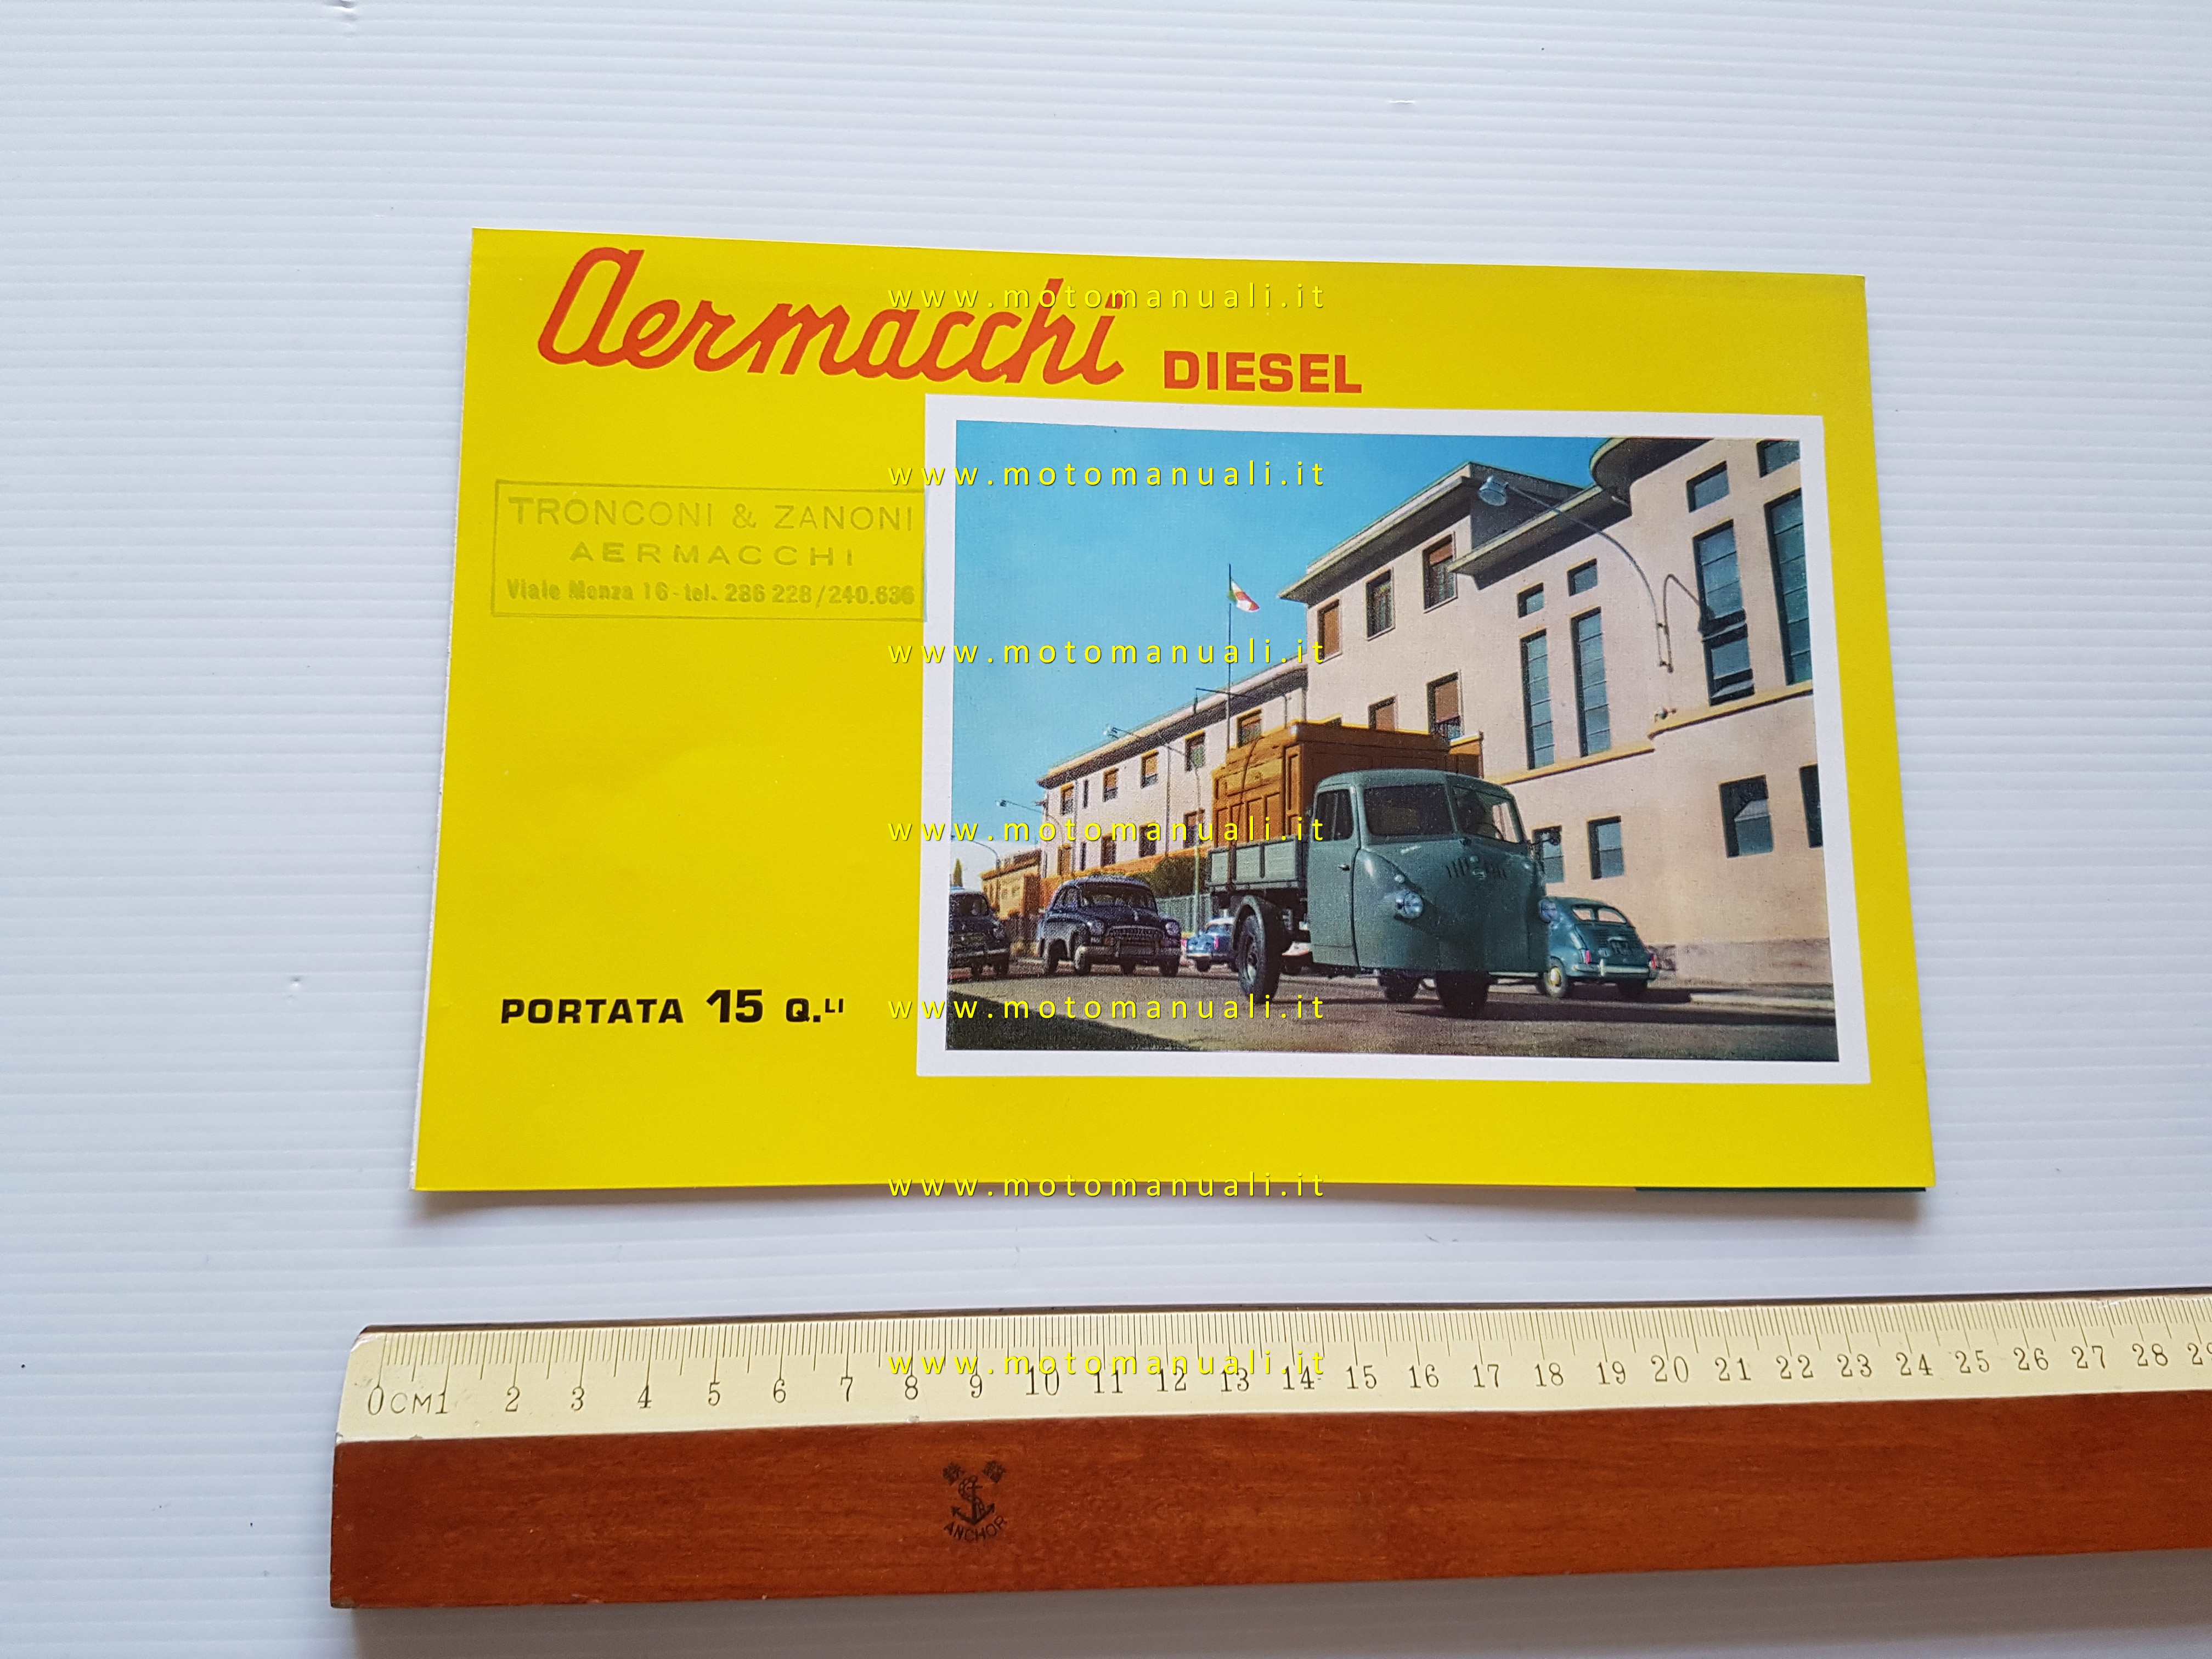 Aermacchi DIESEL
www.motomanuali.it
www.motomanuali.it
TRONCONI & ZANONI
AERMACCHI
Viale Monza 16 - tel. 286 228/240.636
www.motomanuali.it
www.motomanuali.it
PORTATA 15 Q.LI
www.motomanuali.it
www.motomanuali.it
www.motomanuali.it
0CM1 2 3 4 5 6 7 8 9 10 11 12 13 14 15 16 17 18 19 20 21 22 23 24 25 26 27 28 29
ANCHOR